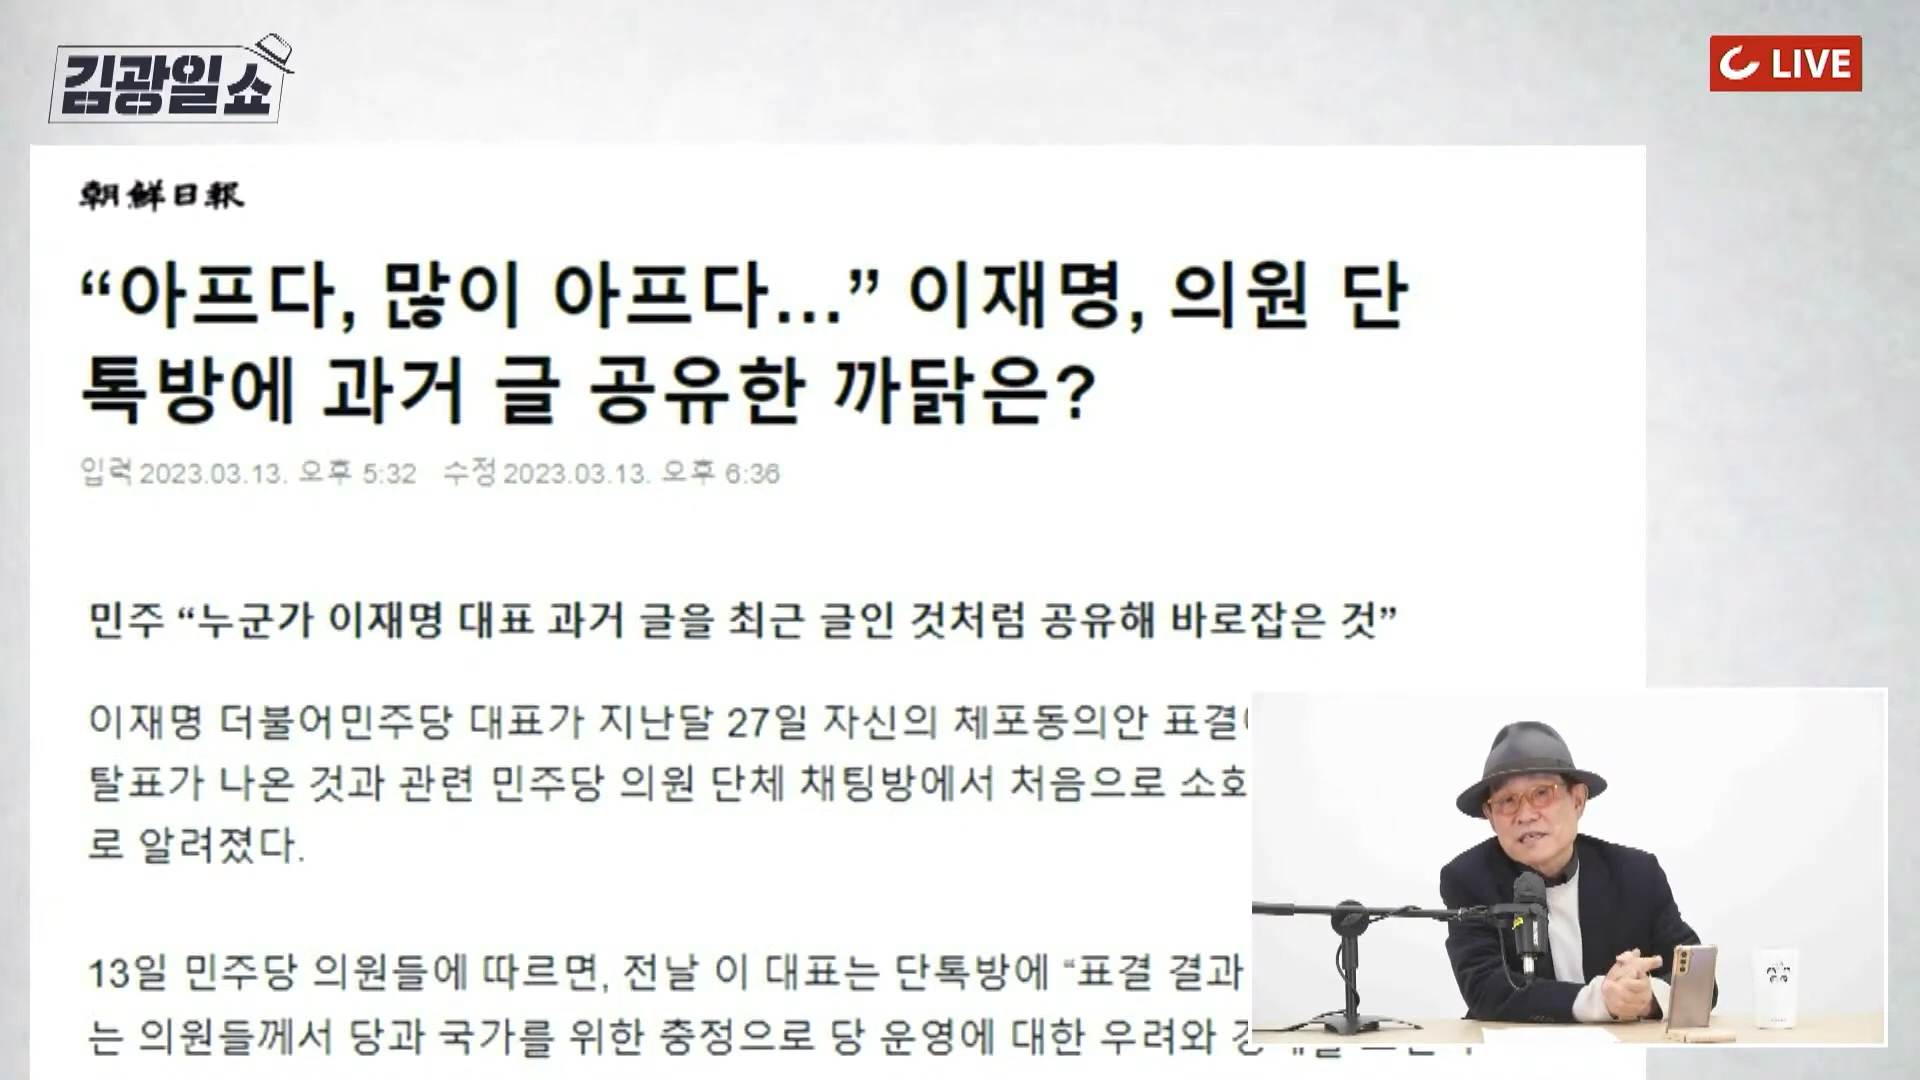 김광일쇼
LIVE
朝鮮日報
“아프다, 많이 아프다...” 이재명, 의원 단
톡방에 과거 글 공유한 까닭은?
입력 2023.03.13. 오후 5:32 수정 2023.03.13. 오후 6:36
민주 “누군가 이재명 대표 과거 글을 최근 글인 것처럼 공유해 바로잡은 것”
이재명 더불어민주당 대표가 지난달 27일 자신의 체포동의안 표결
탈표가 나온 것과 관련 민주당 의원 단체 채팅방에서 처음으로 소회
로 알려졌다.
13일 민주당 의원들에 따르면, 전날 이 대표는 단톡방에 “표결 결과
는 의원들께서 당과 국가를 위한 충정으로 당 운영에 대한 우려와